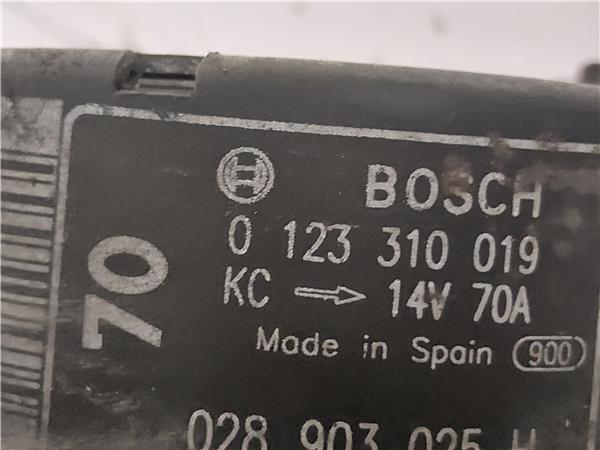 BOSCH
0 123 310 019
KC → 14V 70A
Made in Spain 900
028 903 025 H
70